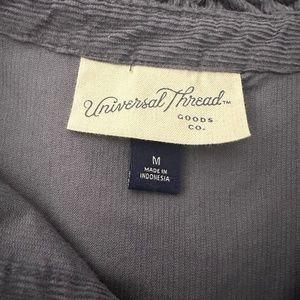 Universal Thread™
GOODS
CO.
M
MADE IN
INDONESIA